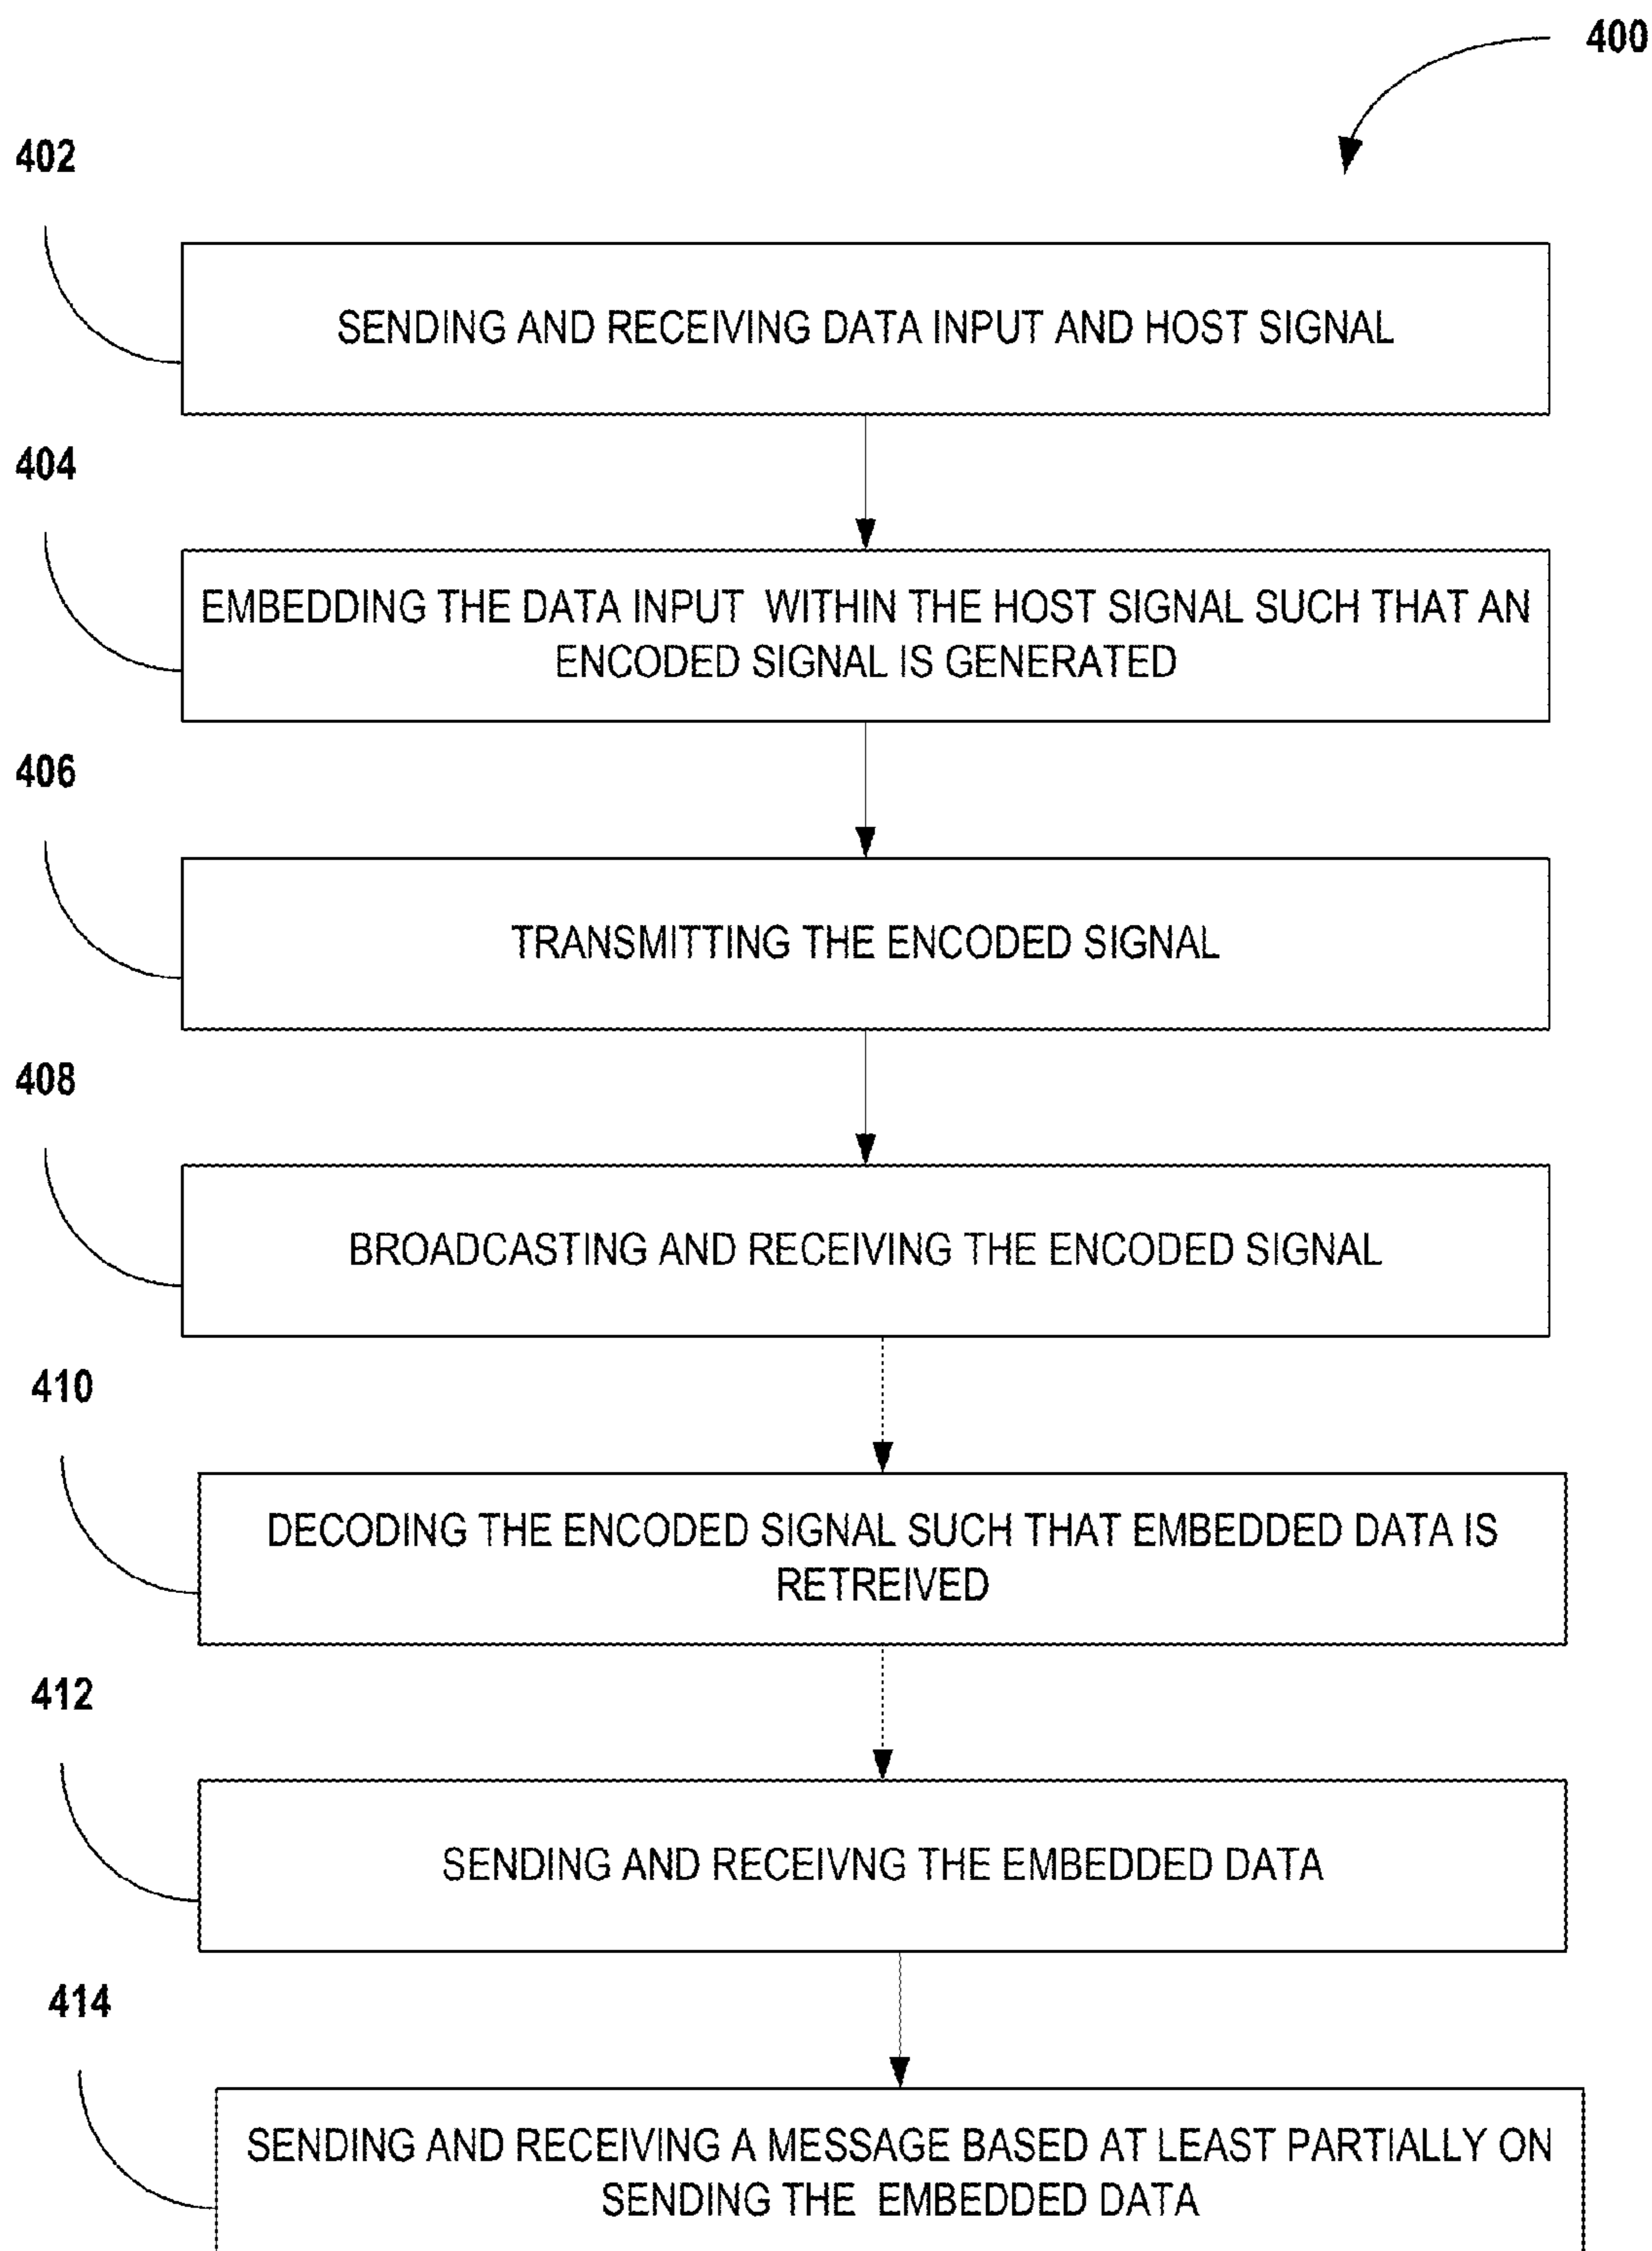 400
402
SENDING AND RECEIVING DATA INPUT AND HOST SIGNAL
404
EMBEDDING THE DATA INPUT WITHIN THE HOST SIGNAL SUCH THAT AN
ENCODED SIGNAL IS GENERATED
406
TRANSMITTING THE ENCODED SIGNAL
408
BROADCASTING AND RECEIVING THE ENCODED SIGNAL
410
DECODING THE ENCODED SIGNAL SUCH THAT EMBEDDED DATA IS
RETREIVED
412
SENDING AND RECEIVNG THE EMBEDDED DATA
414
SENDING AND RECEIVING A MESSAGE BASED AT LEAST PARTIALLY ON
SENDING THE EMBEDDED DATA